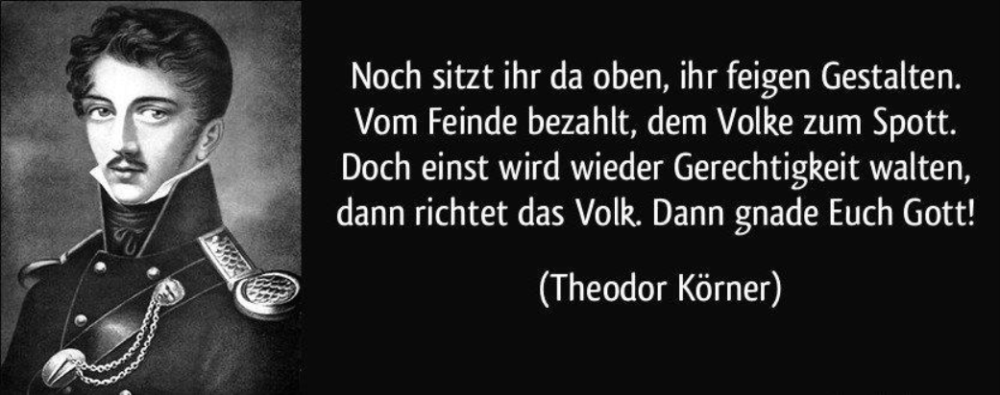 Noch sitzt ihr da oben, ihr feigen Gestalten.
Vom Feinde bezahlt, dem Volke zum Spott.
Doch einst wird wieder Gerechtigkeit walten,
dann richtet das Volk. Dann gnade Euch Gott!
(Theodor Körner)